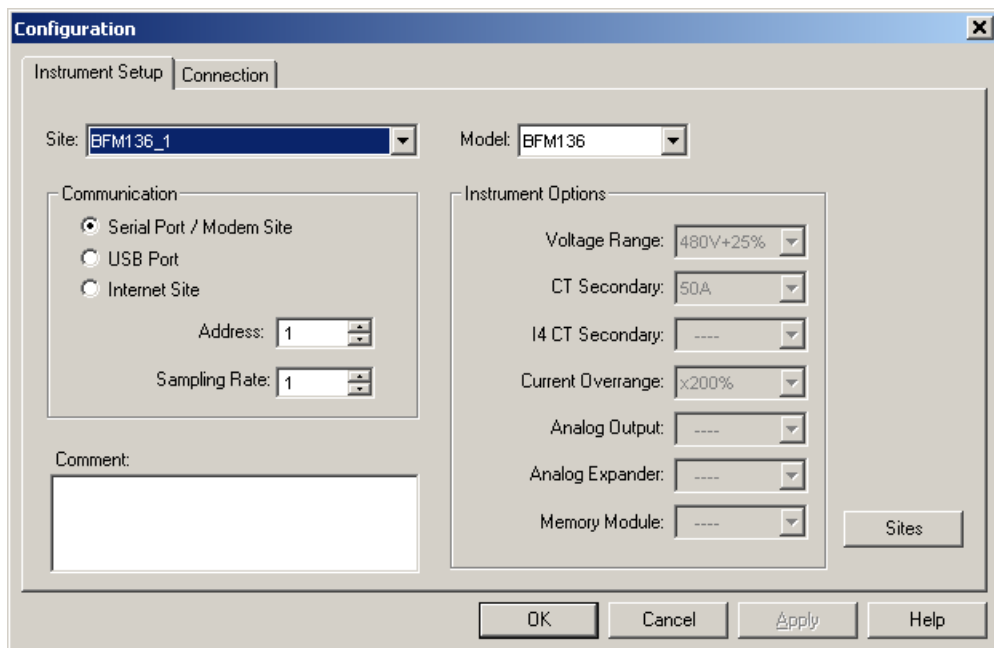 Configuration
Instrument Setup
Connection
Site: BFM136_1
Model: BFM136
Communication
Serial Port / Modem Site
USB Port
Internet Site
Address: 1
Sampling Rate: 1
Comment:
Instrument Options
Voltage Range: 480V+25%
CT Secondary: 50A
I4 CT Secondary: ----
Current Overrange: x200%
Analog Output: ----
Analog Expander: ----
Memory Module: ----
Sites
OK
Cancel
Apply
Help